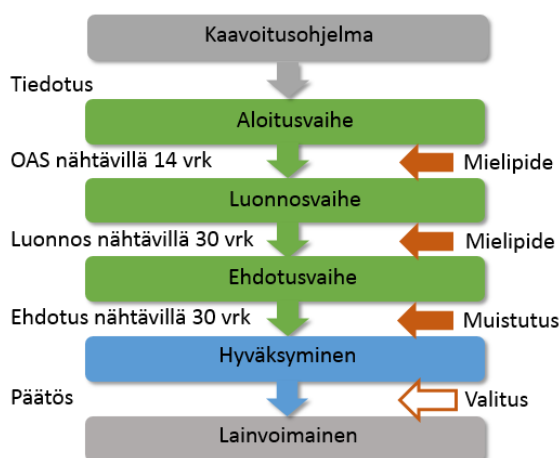 Kaavoitusohjelma
Tiedotus
Aloitusvaihe
OAS nähtävillä 14 vrk
Mielipide
Luonnosvaihe
Luonnos nähtävillä 30 vrk
Mielipide
Ehdotusvaihe
Ehdotus nähtävillä 30 vrk
Muistutus
Hyväksyminen
Päätös
Valitus
Lainvoimainen